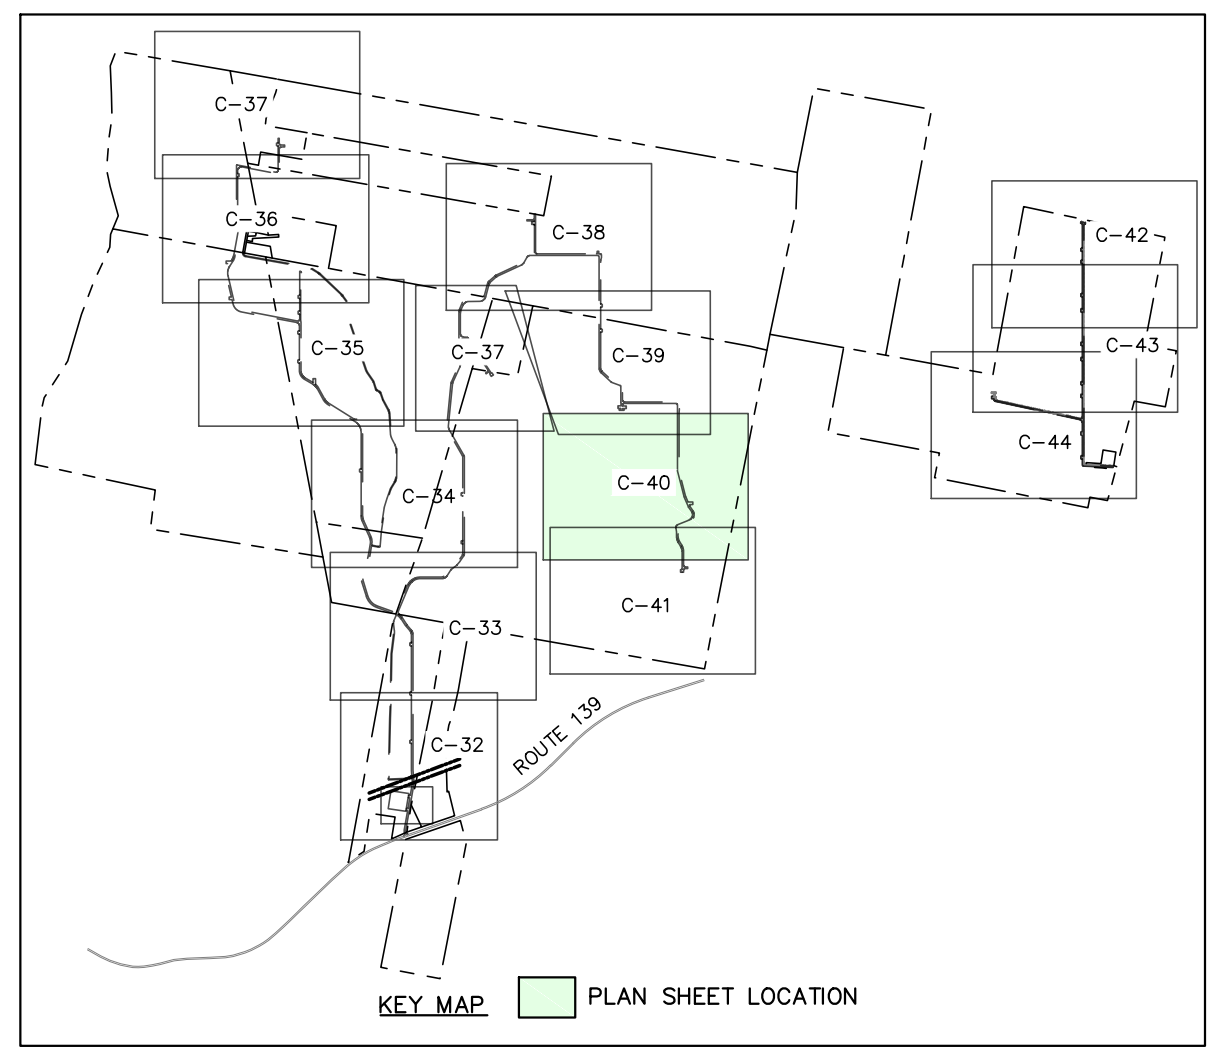 C-37
C-36
C-38
C-42
C-35
C-37
C-39
C-43
C-44
C-34
C-40
C-41
C-33
C-32
ROUTE 139
KEY MAP
PLAN SHEET LOCATION